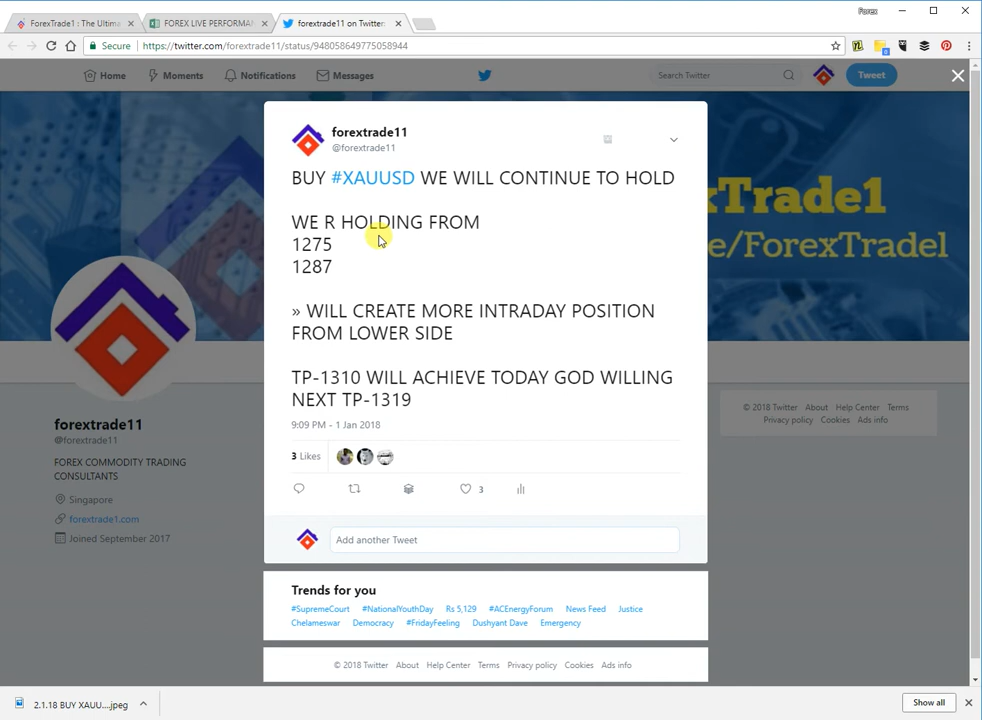 ForexTrade1 : The Ultima
FOREX LIVE PERFORMAN
forextrade11 on Twitter:
Forex
Secure
https://twitter.com/forextrade11/status/948058649775058944
Home
Moments
Notifications
Messages
Search Twitter
Tweet
forextrade11
@forextrade11
BUY #XAUUSD WE WILL CONTINUE TO HOLD
WE R HOLDING FROM
1275
1287
» WILL CREATE MORE INTRADAY POSITION
FROM LOWER SIDE
TP-1310 WILL ACHIEVE TODAY GOD WILLING
NEXT TP-1319
9:09 PM - 1 Jan 2018
3 Likes
3
Add another Tweet
Trends for you
#SupremeCourt #NationalYouthDay Rs 5,129 #ACEnergyForum News Feed Justice
Chelameswar Democracy #FridayFeeling Dushyant Dave Emergency
© 2018 Twitter About Help Center Terms Privacy policy Cookies Ads info
xTrade1
e/ForexTradel
forextrade11
@forextrade11
FOREX COMMODITY TRADING
CONSULTANTS
Singapore
forextrade1.com
Joined September 2017
© 2018 Twitter About Help Center Terms
Privacy policy Cookies Ads info
2.1.18 BUY XAUU....jpeg
Show all